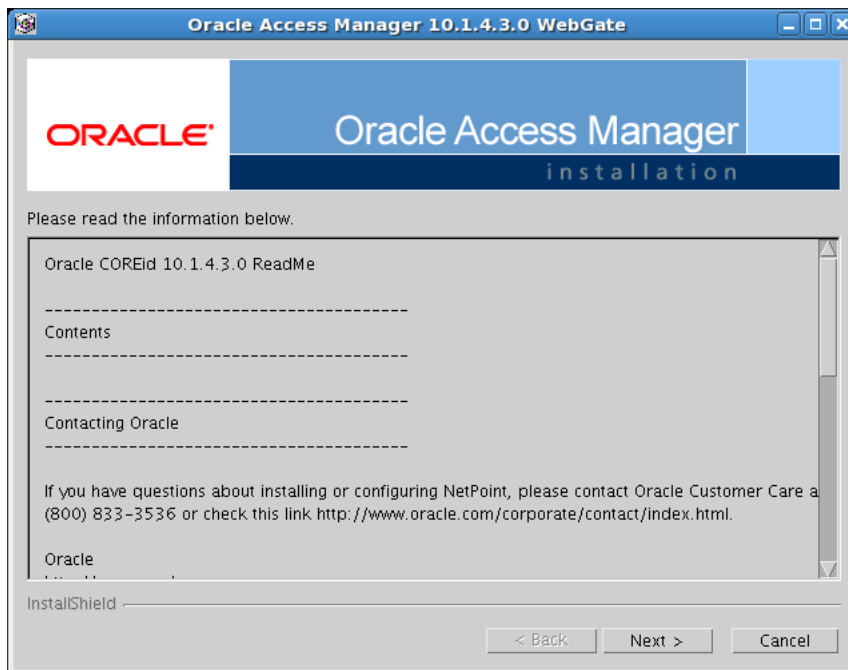 Oracle Access Manager 10.1.4.3.0 WebGate
ORACLE
Oracle Access Manager
installation
Please read the information below.
Oracle COREid 10.1.4.3.0 ReadMe
---------------------------------------
Contents
---------------------------------------
---------------------------------------
Contacting Oracle
---------------------------------------
If you have questions about installing or configuring NetPoint, please contact Oracle Customer Care a
(800) 833-3536 or check this link http://www.oracle.com/corporate/contact/index.html.
Oracle
InstallShield
< Back
Next >
Cancel